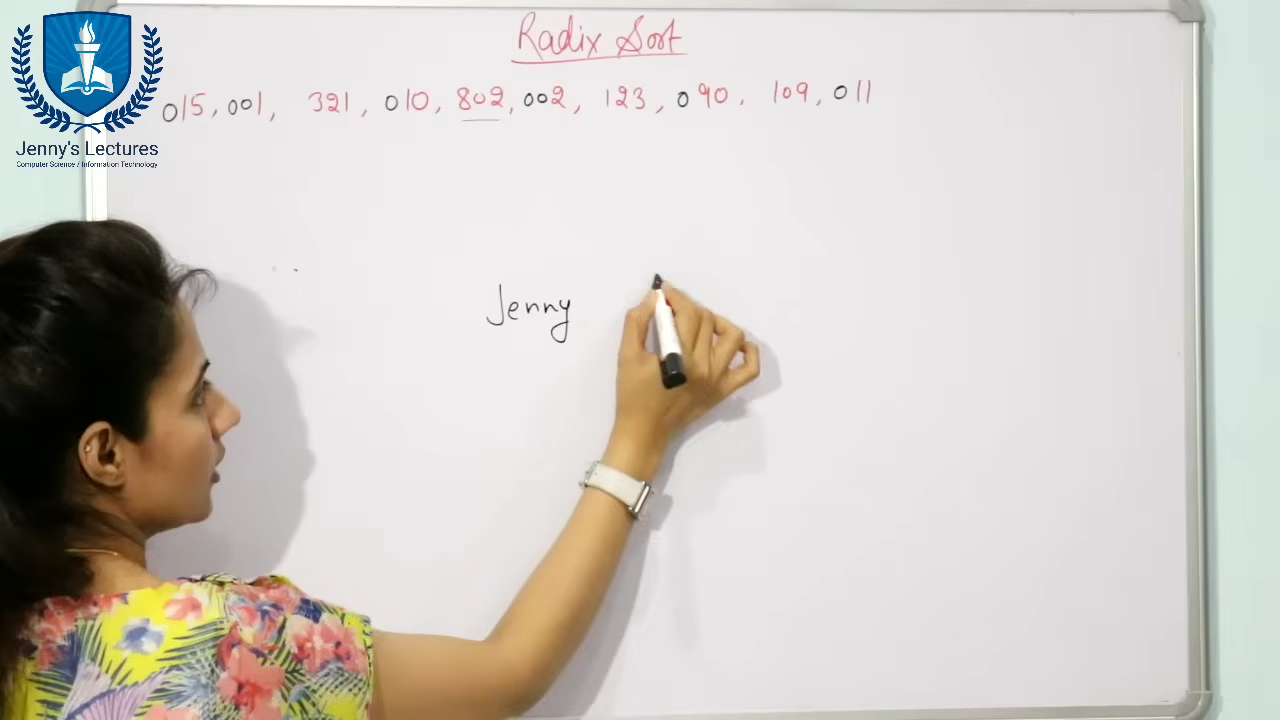 Radix Sort
015, 001, 321, 010, 802, 002, 123, 090, 109, 011
Jenny's Lectures
Computer Science / Information Technology
Jenny